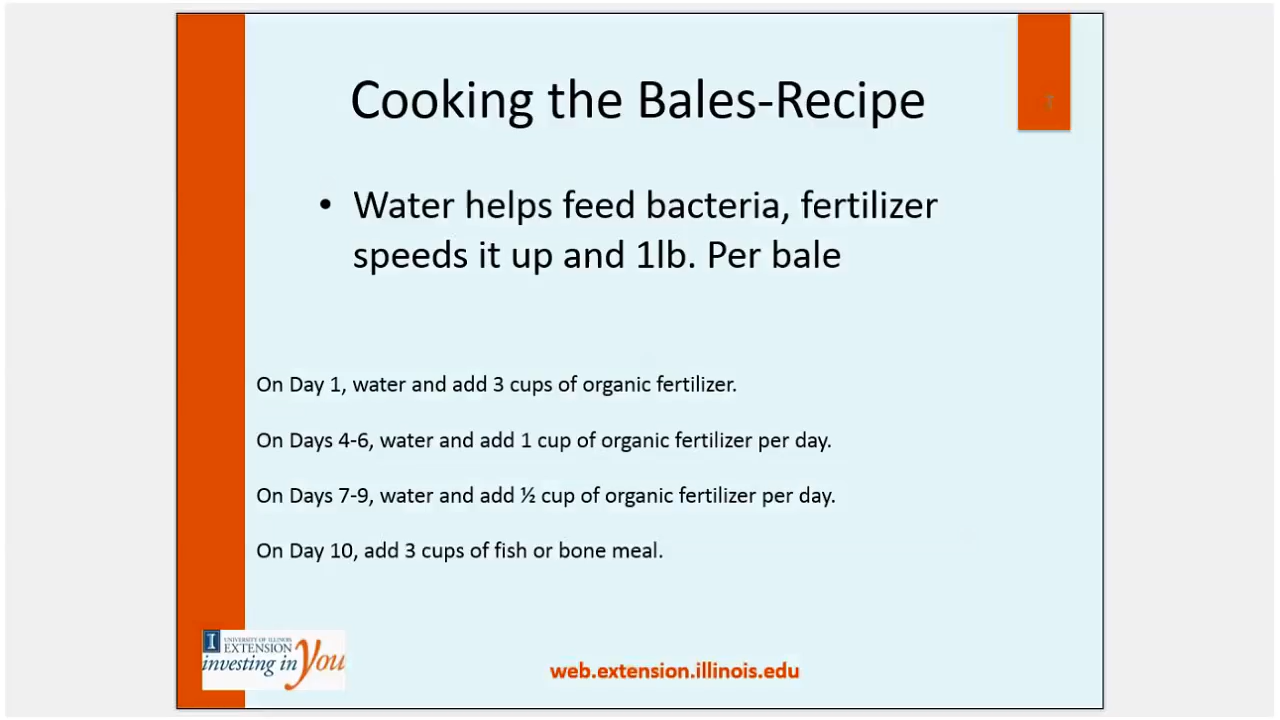 Cooking the Bales-Recipe
• Water helps feed bacteria, fertilizer
speeds it up and 1lb. Per bale
On Day 1, water and add 3 cups of organic fertilizer.
On Days 4-6, water and add 1 cup of organic fertilizer per day.
On Days 7-9, water and add ½ cup of organic fertilizer per day.
On Day 10, add 3 cups of fish or bone meal.
I UNIVERSITY OF ILLINOIS
EXTENSION
investing in You
web.extension.illinois.edu